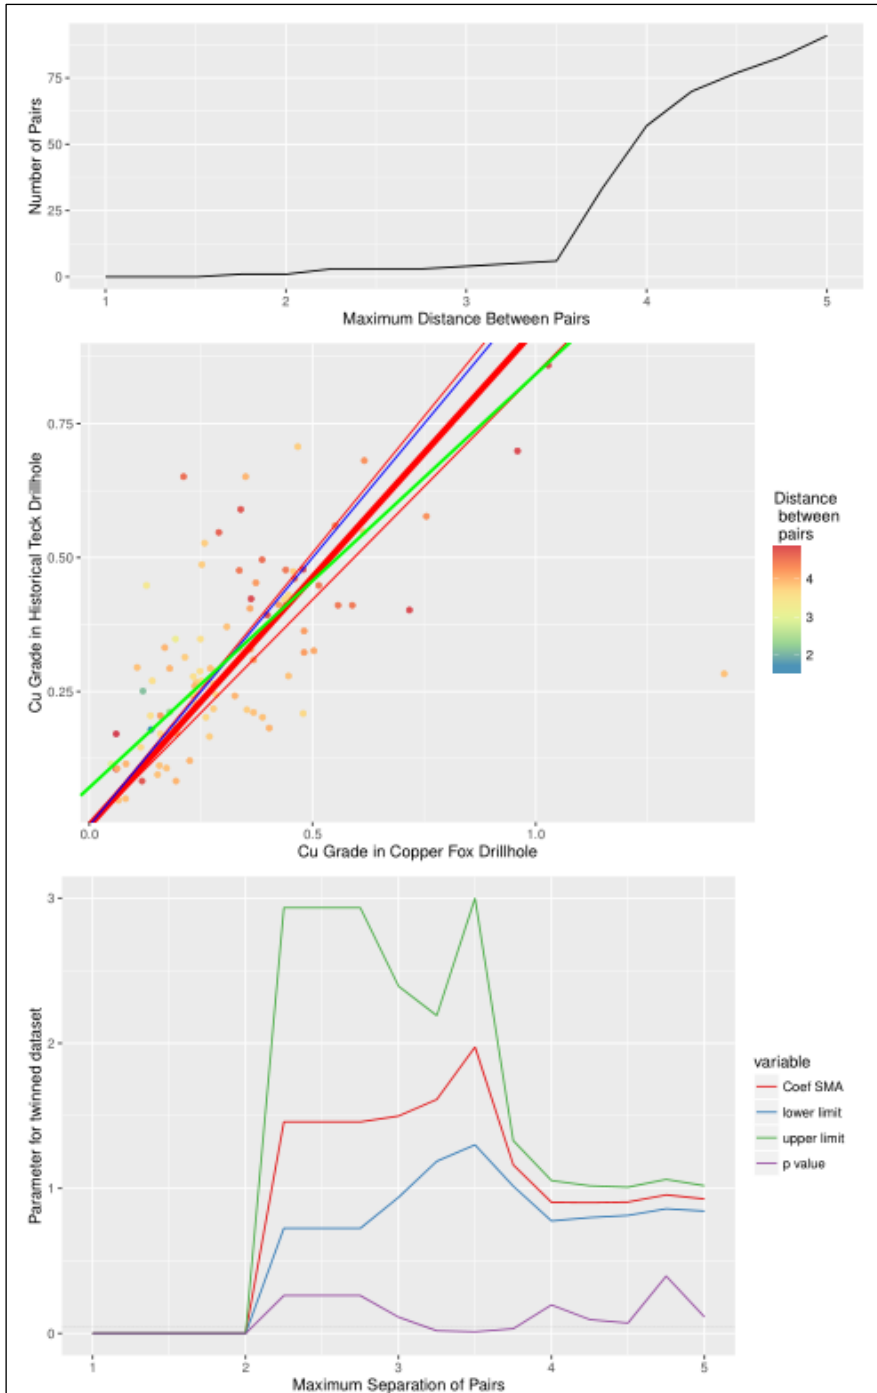 Number of Pairs
75
50
25
0
1 2 3 4 5
Maximum Distance Between Pairs
Cu Grade in Historical Teck Drillhole
0.75
0.50
0.25
0.0 0.5 1.0
Cu Grade in Copper Fox Drillhole
Distance
between
pairs
4
3
2
Parameter for twinned dataset
3
2
1
0
1 2 3 4 5
Maximum Separation of Pairs
variable
Coef SMA
lower limit
upper limit
p value